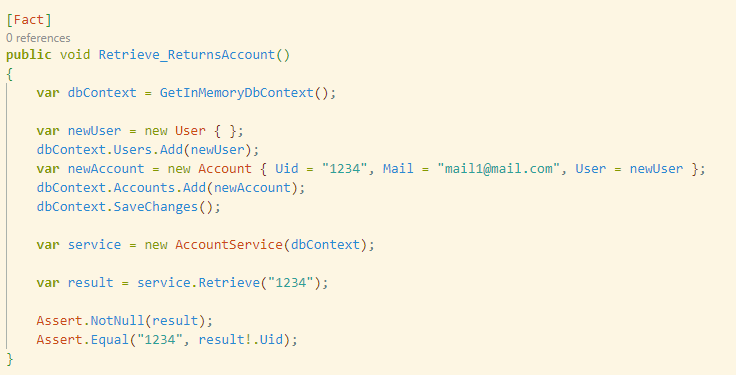 [Fact]
0 references
public void Retrieve_ReturnsAccount()
{
    var dbContext = GetInMemoryDbContext();

    var newUser = new User { };
    dbContext.Users.Add(newUser);
    var newAccount = new Account { Uid = "1234", Mail = "mail1@mail.com", User = newUser };
    dbContext.Accounts.Add(newAccount);
    dbContext.SaveChanges();

    var service = new AccountService(dbContext);

    var result = service.Retrieve("1234");

    Assert.NotNull(result);
    Assert.Equal("1234", result!.Uid);
}